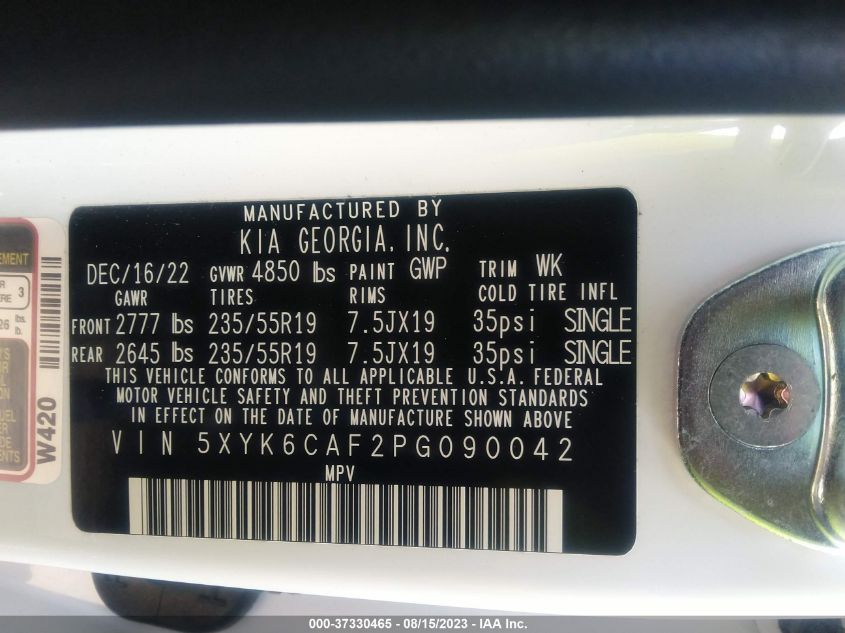 MANUFACTURED BY
KIA GEORGIA, INC.
DEC/16/22 GVWR 4850 lbs PAINT GWP TRIM WK
GAWR TIRES RIMS COLD TIRE INFL
FRONT 2777 lbs 235/55R19 7.5JX19 35psi SINGLE
REAR 2645 lbs 235/55R19 7.5JX19 35psi SINGLE
THIS VEHICLE CONFORMS TO ALL APPLICABLE U.S.A. FEDERAL
MOTOR VEHICLE SAFETY AND THEFT PREVENTION STANDARDS
IN EFFECT ON THE DATE OF MANUFACTURE SHOWN ABOVE
VIN 5XYK6CAF2PG090042
MPV
3
lbs.
lb.
W420
000-37330465 - 08/15/2023 - IAA Inc.